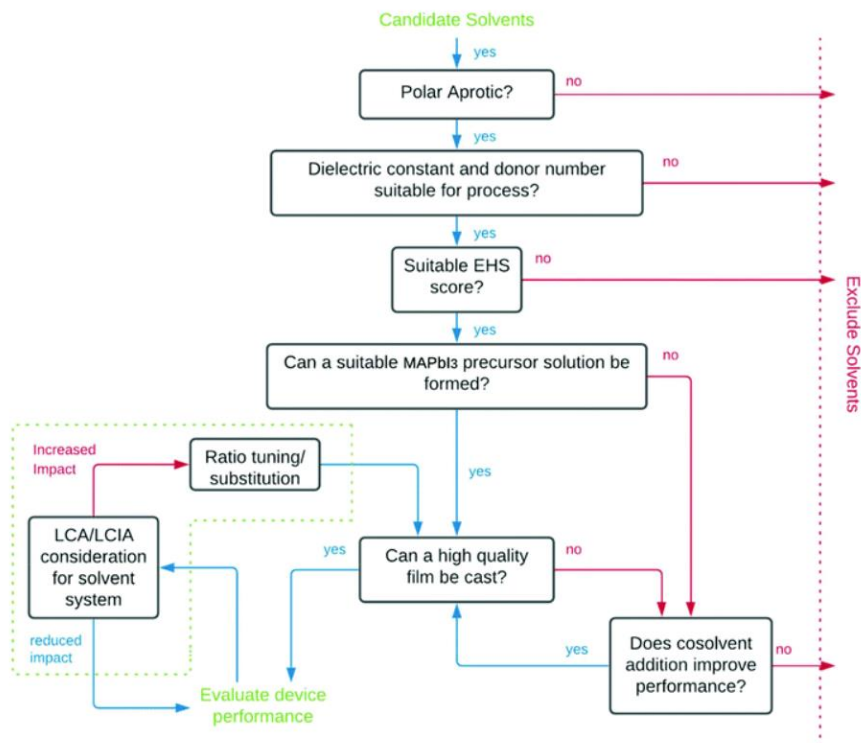 Candidate Solvents
yes
Polar Aprotic?
no
yes
Dielectric constant and donor number
suitable for process?
no
yes
Suitable EHS
score?
no
yes
Exclude Solvents
Can a suitable MAPbI3 precursor solution be
formed?
no
yes
Increased
Impact
Ratio tuning/
substitution
LCA/LCIA
consideration
for solvent
system
reduced
impact
yes
Can a high quality
film be cast?
no
yes
Does cosolvent
addition improve
performance?
no
Evaluate device
performance